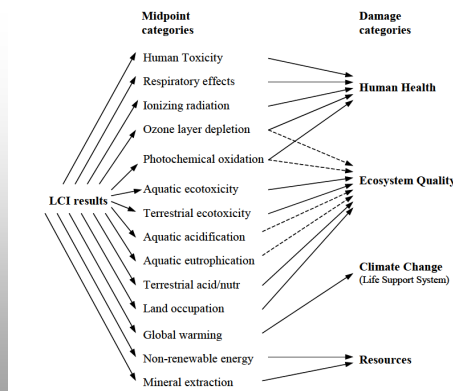 Midpoint
categories
Damage
categories
Human Toxicity
Respiratory effects
Human Health
Ionizing radiation
Ozone layer depletion
Photochemical oxidation
Aquatic ecotoxicity
Ecosystem Quality
LCI results
Terrestrial ecotoxicity
Aquatic acidification
Aquatic eutrophication
Climate Change
(Life Support System)
Terrestrial acid/nutr
Land occupation
Global warming
Non-renewable energy
Resources
Mineral extraction